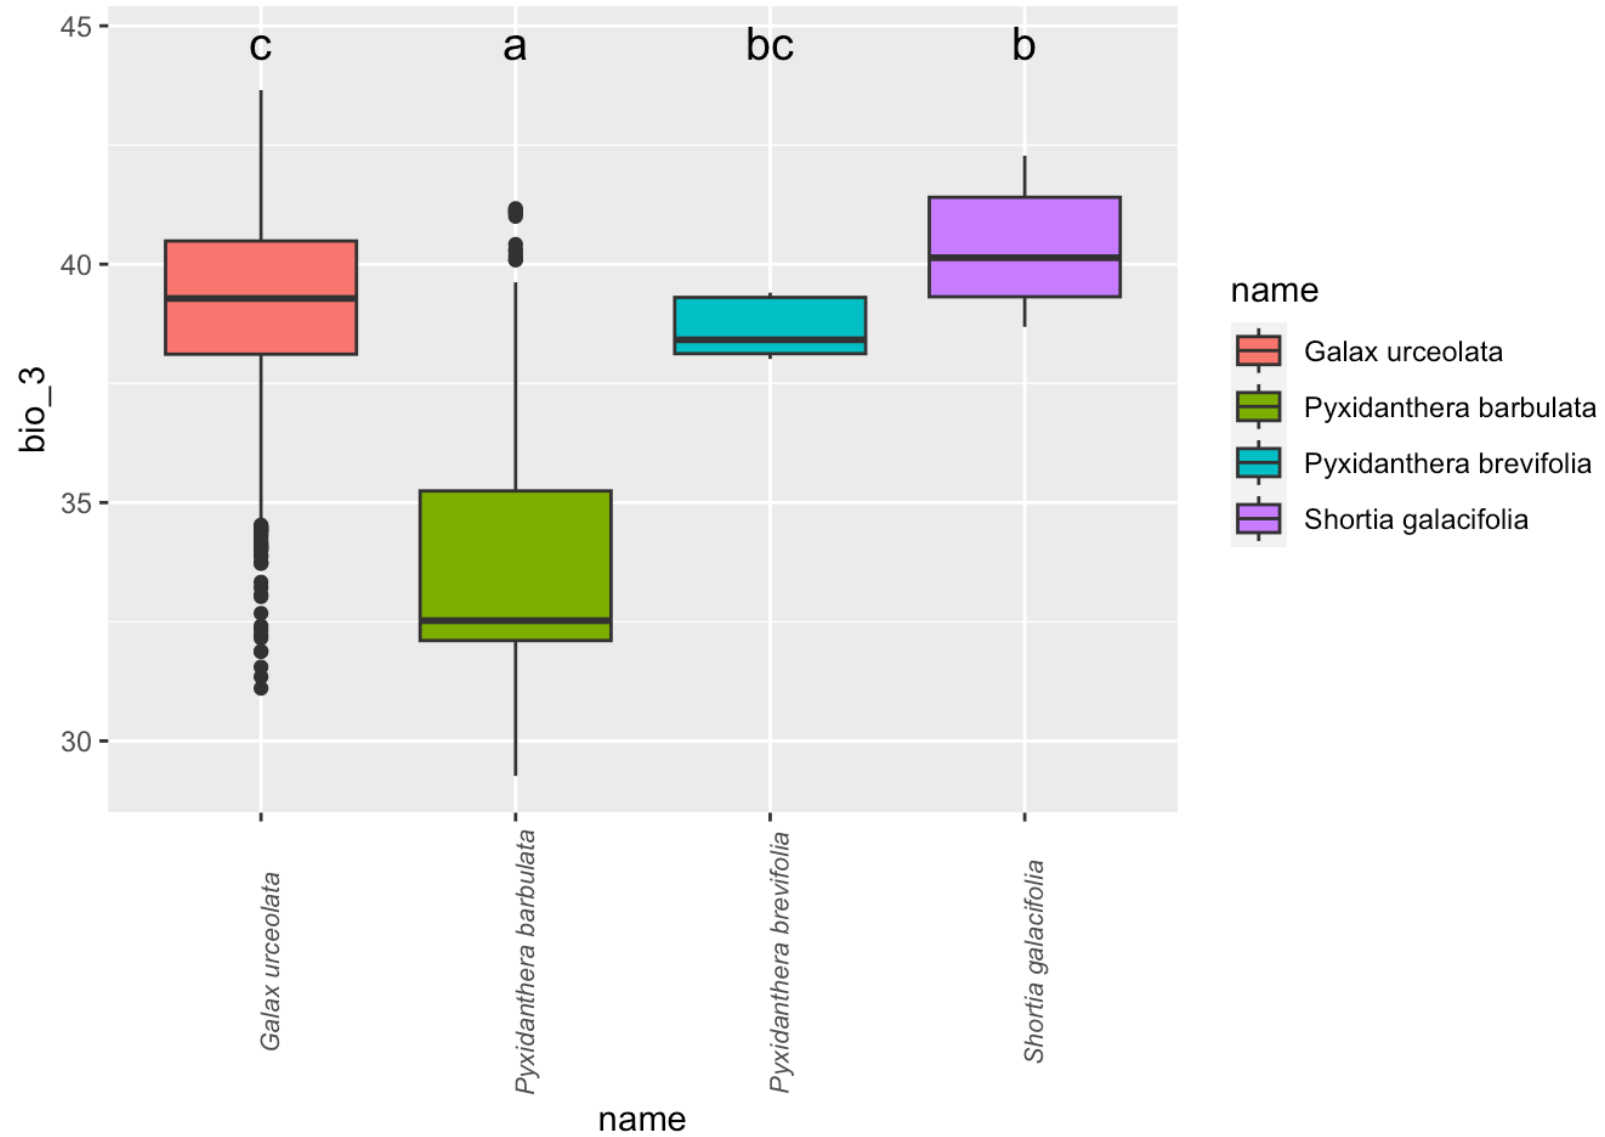 c a bc b
45
40
35
30
bio_3
Galax urceolata
Pyxidanthera barbulata
Pyxidanthera brevifolia
Shortia galacifolia
name
name
Galax urceolata
Pyxidanthera barbulata
Pyxidanthera brevifolia
Shortia galacifolia